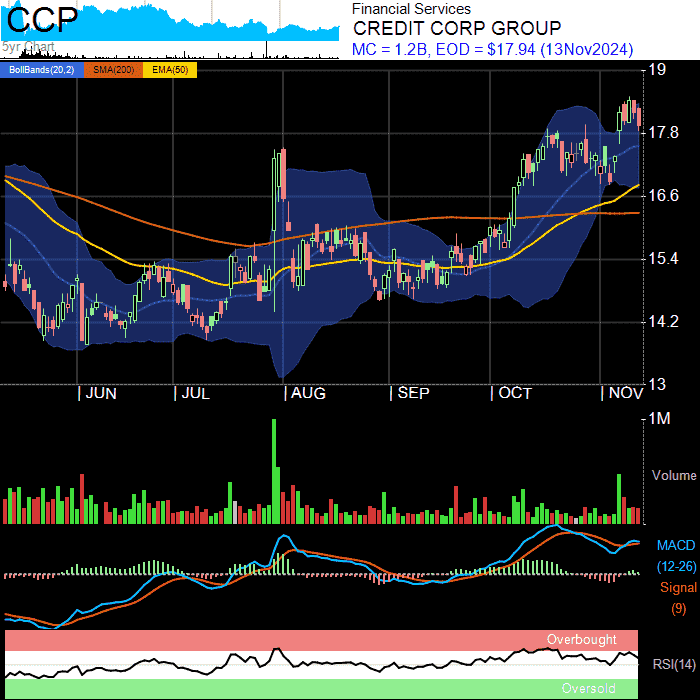 CCP
5yr Chart
Financial Services
CREDIT CORP GROUP
MC = 1.2B, EOD = $17.94 (13Nov2024)
BollBands(20,2) SMA(200) EMA(50)
19
17.8
16.6
15.4
14.2
13
JUN JUL AUG SEP OCT NOV
1M
Volume
MACD
(12-26)
Signal
(9)
Overbought
RSI(14)
Oversold